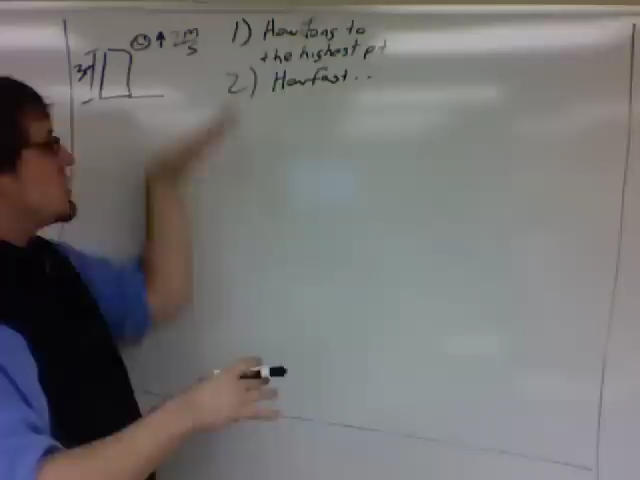 1) How long to
the highest pt
2) How fast..
m
s